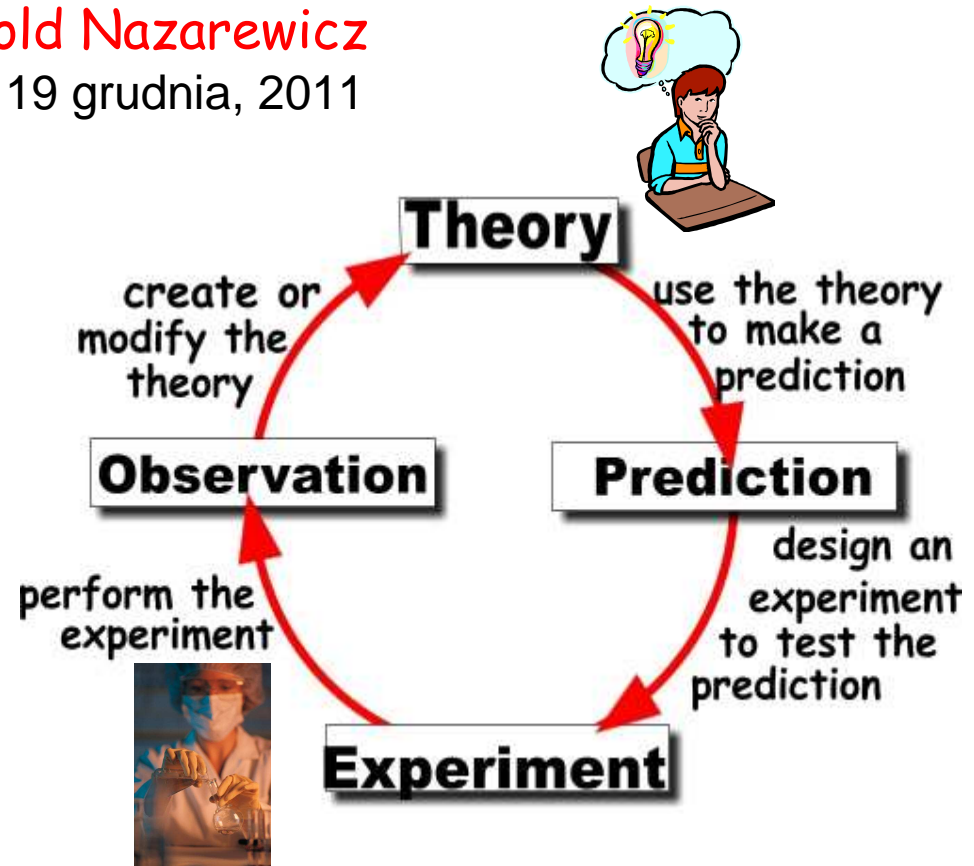 old Nazarewicz
19 grudnia, 2011
Theory
create or
modify the
theory
use the theory
to make a
prediction
Observation
Prediction
perform the
experiment
design an
experiment
to test the
prediction
Experiment